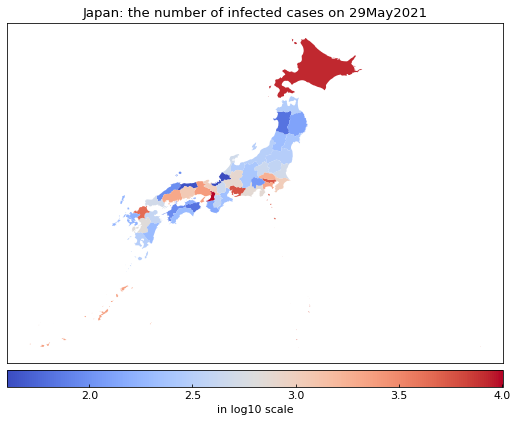 Japan: the number of infected cases on 29May2021
2.0 2.5 3.0 3.5 4.0
in log10 scale